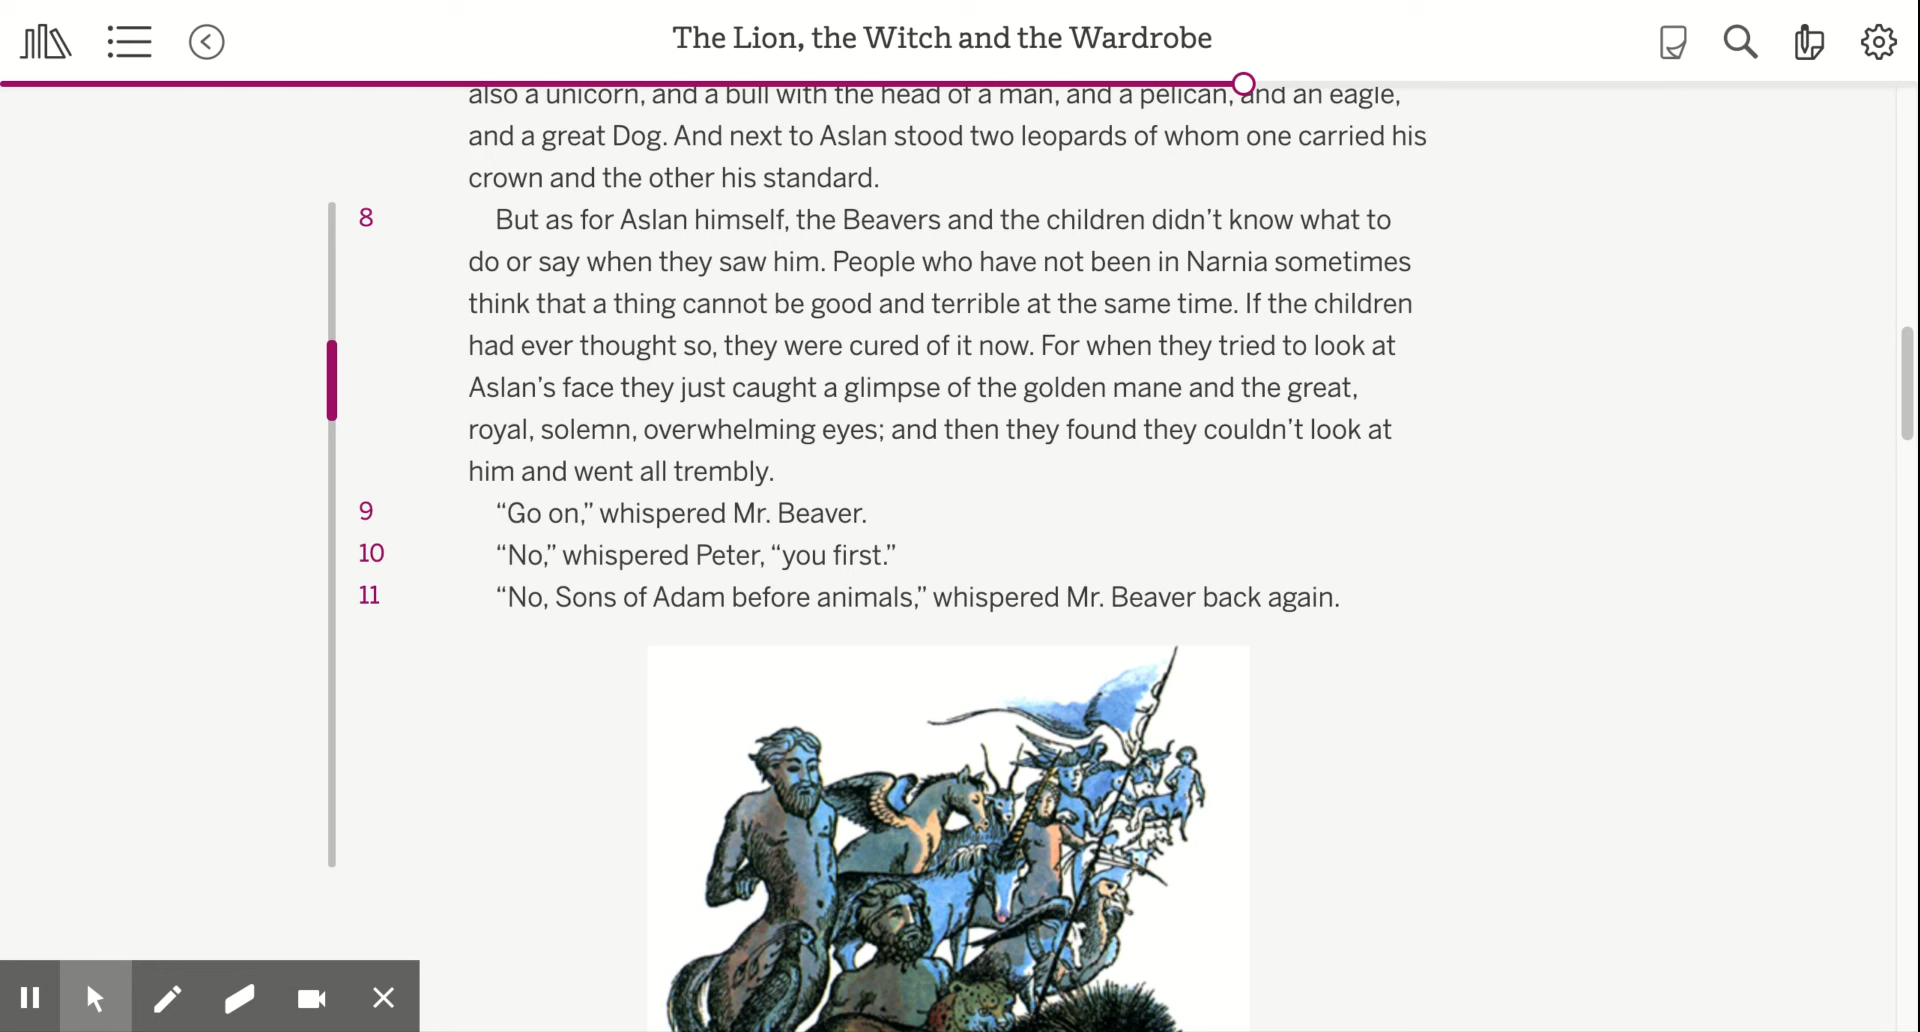 The Lion, the Witch and the Wardrobe
also a unicorn, and a bull with the head of a man, and a pelican, and an eagle,
and a great Dog. And next to Aslan stood two leopards of whom one carried his
crown and the other his standard.
8 But as for Aslan himself, the Beavers and the children didn’t know what to
do or say when they saw him. People who have not been in Narnia sometimes
think that a thing cannot be good and terrible at the same time. If the children
had ever thought so, they were cured of it now. For when they tried to look at
Aslan’s face they just caught a glimpse of the golden mane and the great,
royal, solemn, overwhelming eyes; and then they found they couldn’t look at
him and went all trembly.
9 “Go on,” whispered Mr. Beaver.
10 “No,” whispered Peter, “you first.”
11 “No, Sons of Adam before animals,” whispered Mr. Beaver back again.